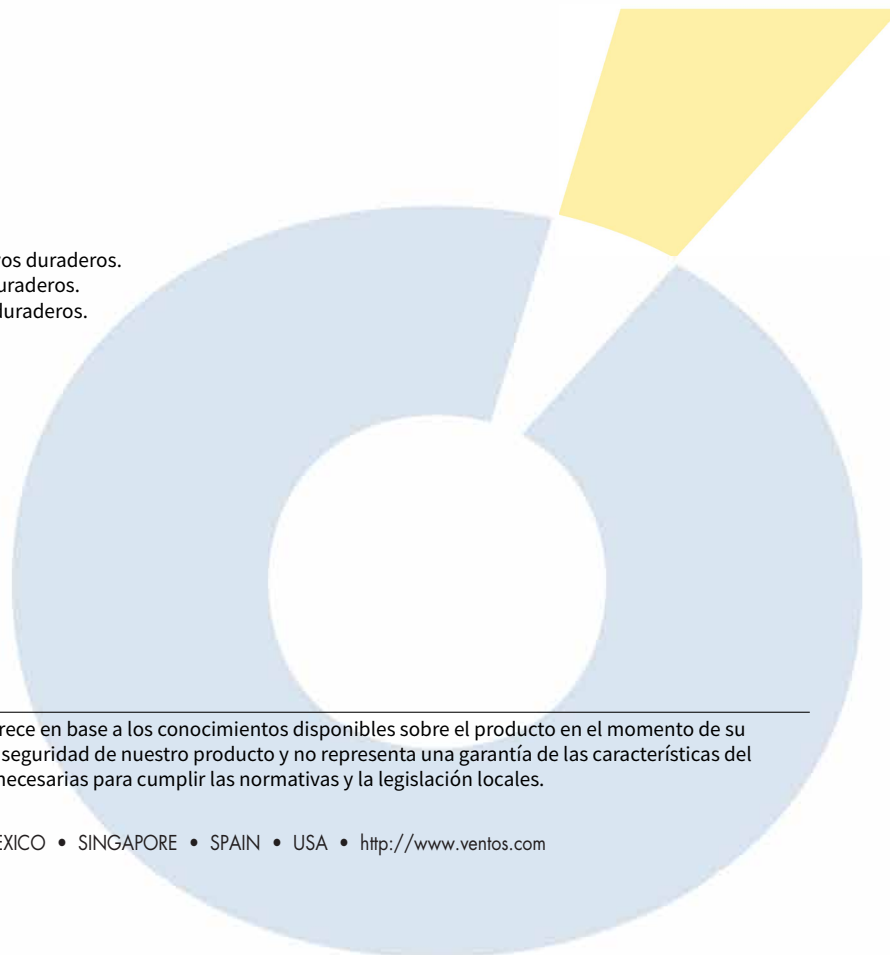 os duraderos.
uraderos.
duraderos.
rece en base a los conocimientos disponibles sobre el producto en el momento de su
seguridad de nuestro producto y no representa una garantía de las características del
necesarias para cumplir las normativas y la legislación locales.
EXICO • SINGAPORE • SPAIN • USA • http://www.ventos.com